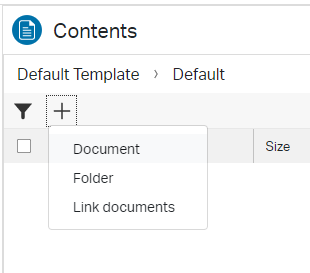 Contents
Default Template › Default
Document
Size
Folder
Link documents